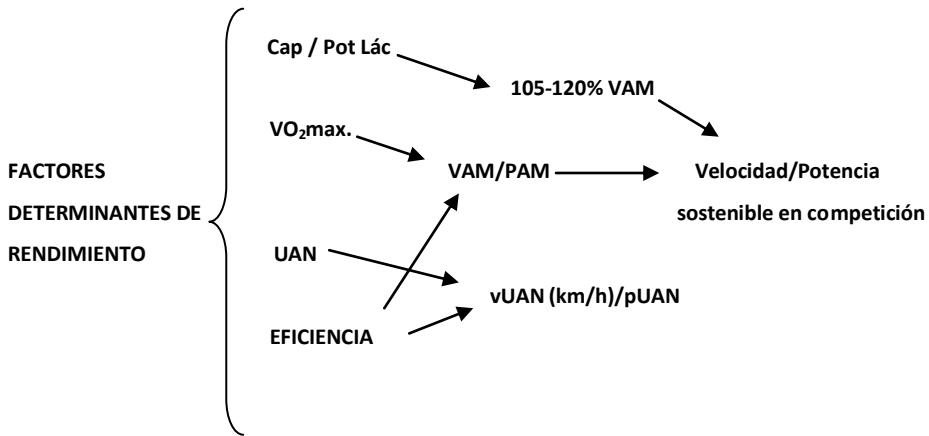 Cap / Pot Lác
105-120% VAM
VO₂max.
FACTORES
DETERMINANTES DE
RENDIMIENTO
VAM/PAM
Velocidad/Potencia
sostenible en competición
UAN
vUAN (km/h)/pUAN
EFICIENCIA